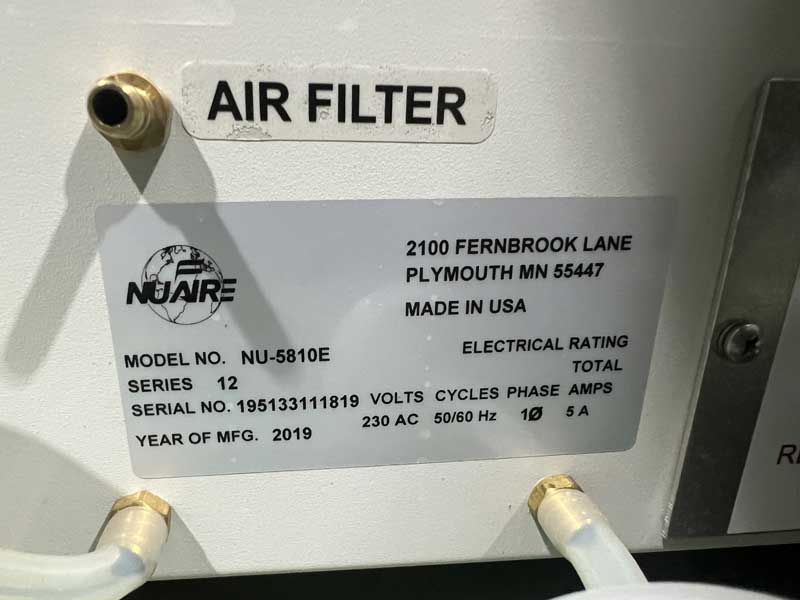 AIR FILTER
NUAIRE
2100 FERNBROOK LANE
PLYMOUTH MN 55447
MADE IN USA
MODEL NO. NU-5810E
ELECTRICAL RATING
SERIES 12
TOTAL
SERIAL NO. 195133111819 VOLTS CYCLES PHASE AMPS
230 AC 50/60 Hz 1Ø 5 A
YEAR OF MFG. 2019